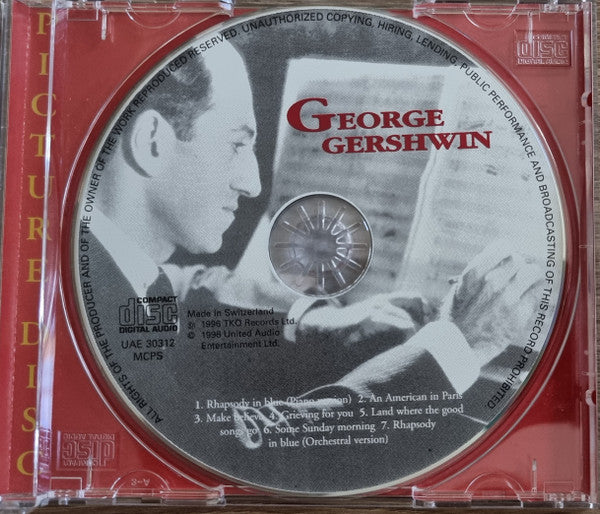 PICTURE DISC
ALL RIGHTS OF THE PRODUCER AND OF THE OWNER OF THE WORK REPRODUCED RESERVED. UNAUTHORIZED COPYING, HIRING, LENDING, PUBLIC PERFORMANCE AND BROADCASTING OF THIS RECORD PROHIBITED.
COMPACT
disc
DIGITAL AUDIO
GEORGE
GERSHWIN
COMPACT
disc
DIGITAL AUDIO
UAE 30312
MCPS
Made in Switzerland
℗ 1996 TKO Records Ltd.
© 1996 United Audio
Entertainment Ltd.
1. Rhapsody in blue (Piano version) 2. An American in Paris
3. Make believe 4. Grieving for you 5. Land where the good
songs go 6. Some Sunday morning 7. Rhapsody
in blue (Orchestral version)
COMPACT
disc
DIGITAL AUDIO